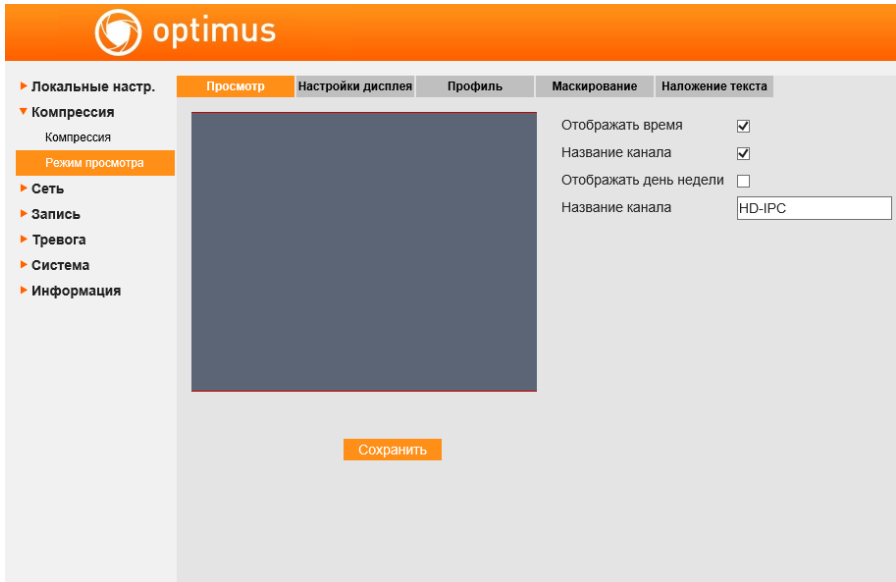 optimus
Локальные настр.
Компрессия
Компрессия
Режим просмотра
Сеть
Запись
Тревога
Система
Информация
Просмотр Настройки дисплея Профиль Маскирование Наложение текста
Отображать время
Название канала
Отображать день недели
Название канала HD-IPC
Сохранить